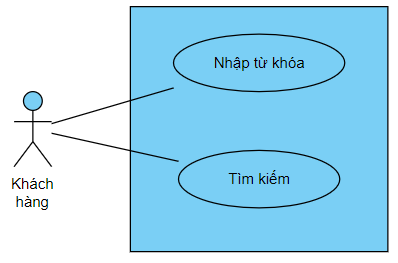 Nhập từ khóa
Tìm kiếm
Khách
hàng